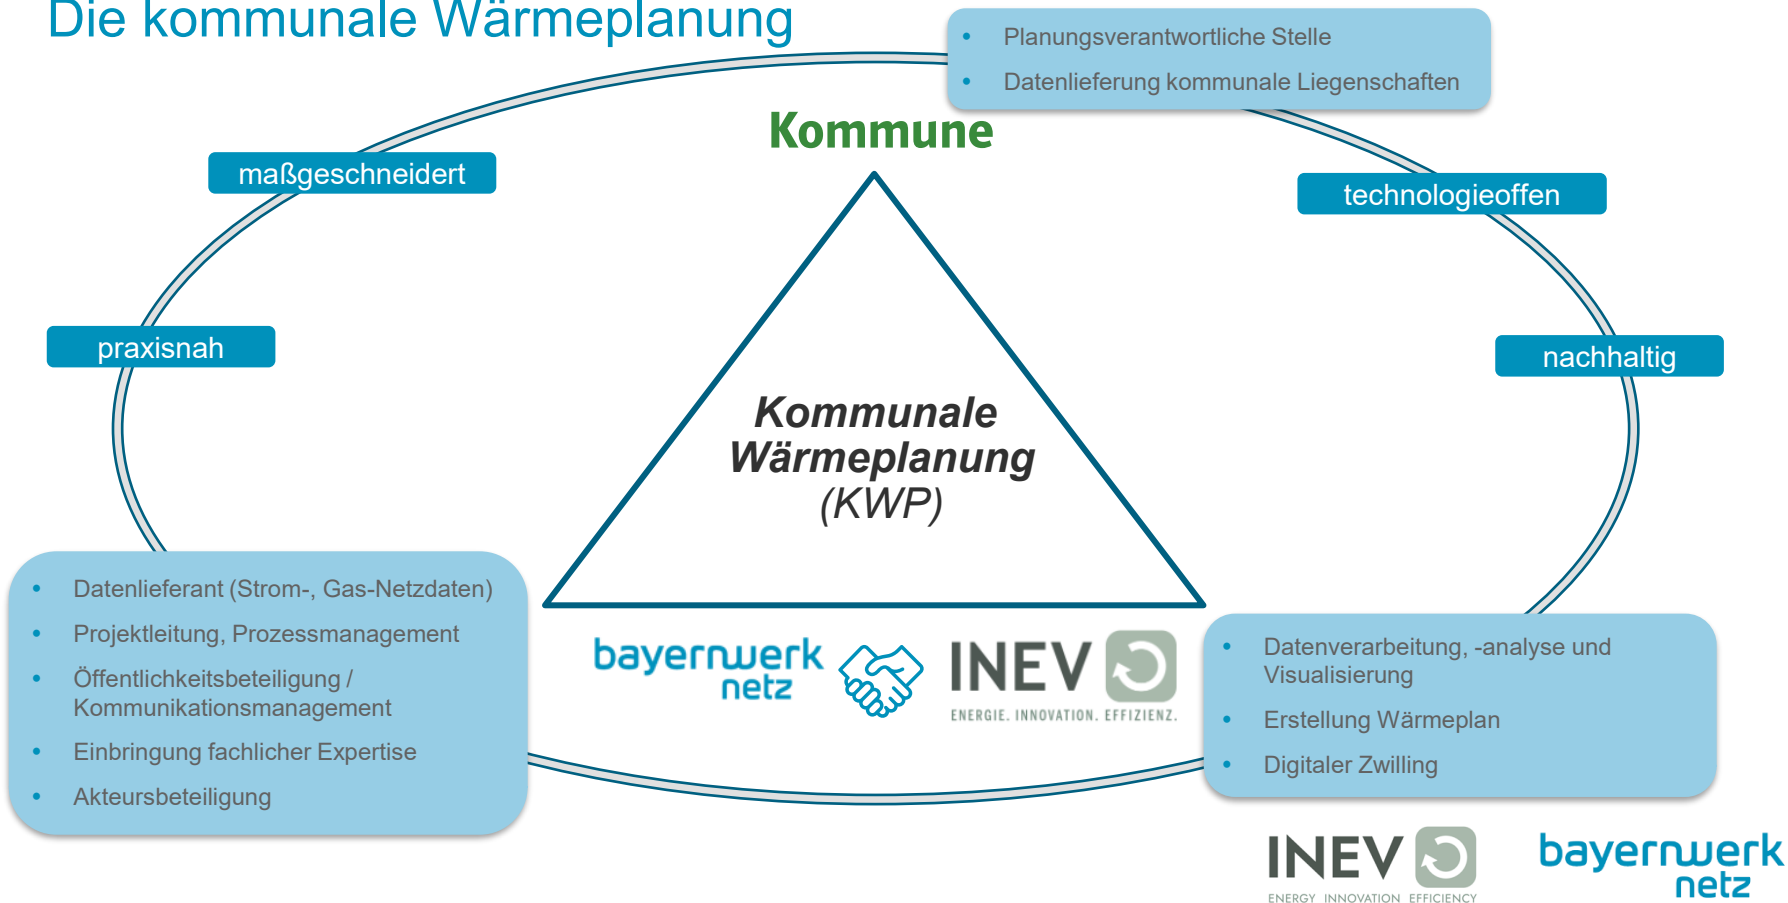 Die kommunale Wärmeplanung
• Planungsverantwortliche Stelle
• Datenlieferung kommunale Liegenschaften
Kommune
maßgeschneidert
technologieoffen
praxisnah
nachhaltig
Kommunale
Wärmeplanung
(KWP)
• Datenlieferant (Strom-, Gas-Netzdaten)
• Projektleitung, Prozessmanagement
• Öffentlichkeitsbeteiligung /
Kommunikationsmanagement
• Einbringung fachlicher Expertise
• Akteursbeteiligung
bayernwerk
netz
INEV
ENERGIE. INNOVATION. EFFIZIENZ.
• Datenverarbeitung, -analyse und
Visualisierung
• Erstellung Wärmeplan
• Digitaler Zwilling
INEV
ENERGY INNOVATION EFFICIENCY
bayernwerk
netz